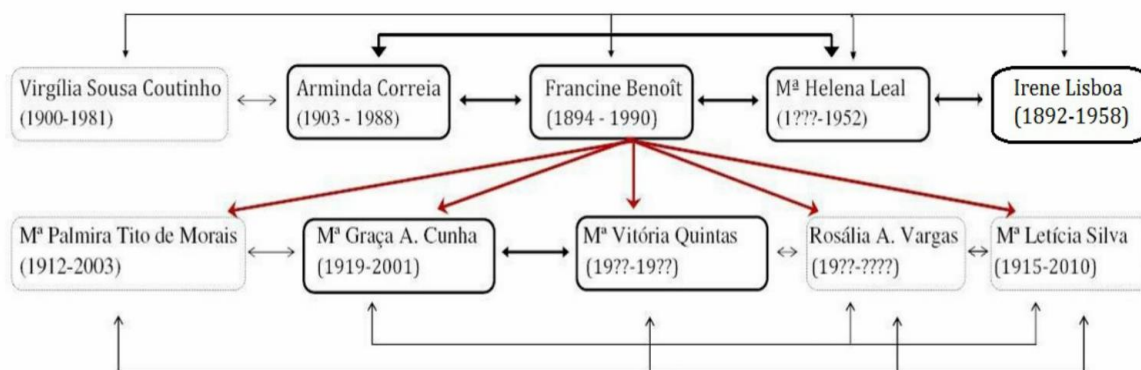 Virgília Sousa Coutinho
(1900-1981)
Arminda Correia
(1903 - 1988)
Francine Benoît
(1894 - 1990)
Mª Helena Leal
(1???-1952)
Irene Lisboa
(1892-1958)
Mª Palmira Tito de Morais
(1912-2003)
Mª Graça A. Cunha
(1919-2001)
Mª Vitória Quintas
(19??-19??)
Rosália A. Vargas
(19??-????)
Mª Letícia Silva
(1915-2010)